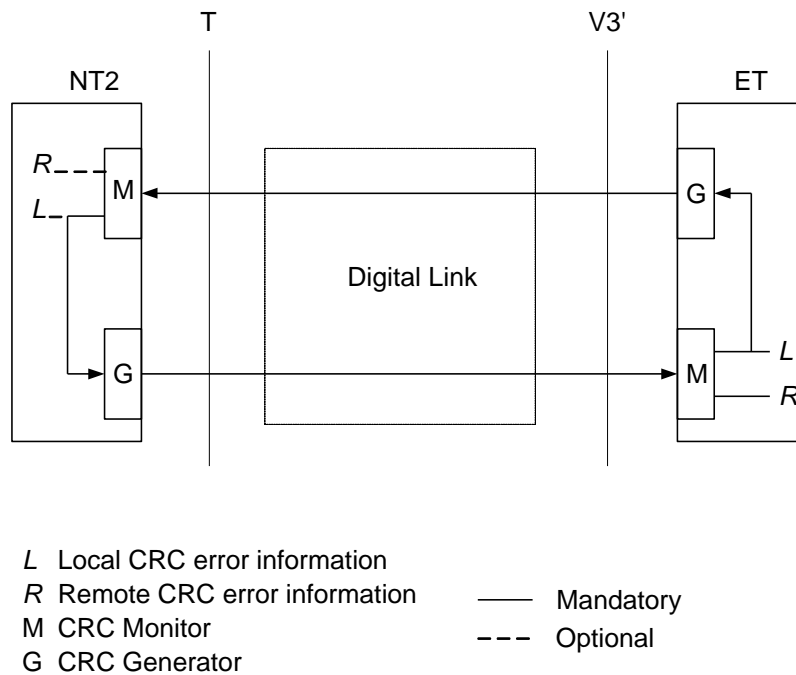 T V3'
NT2 ET
R
M G
L
Digital Link
G M
L
R
L Local CRC error information
R Remote CRC error information
M CRC Monitor
G CRC Generator
Mandatory
Optional